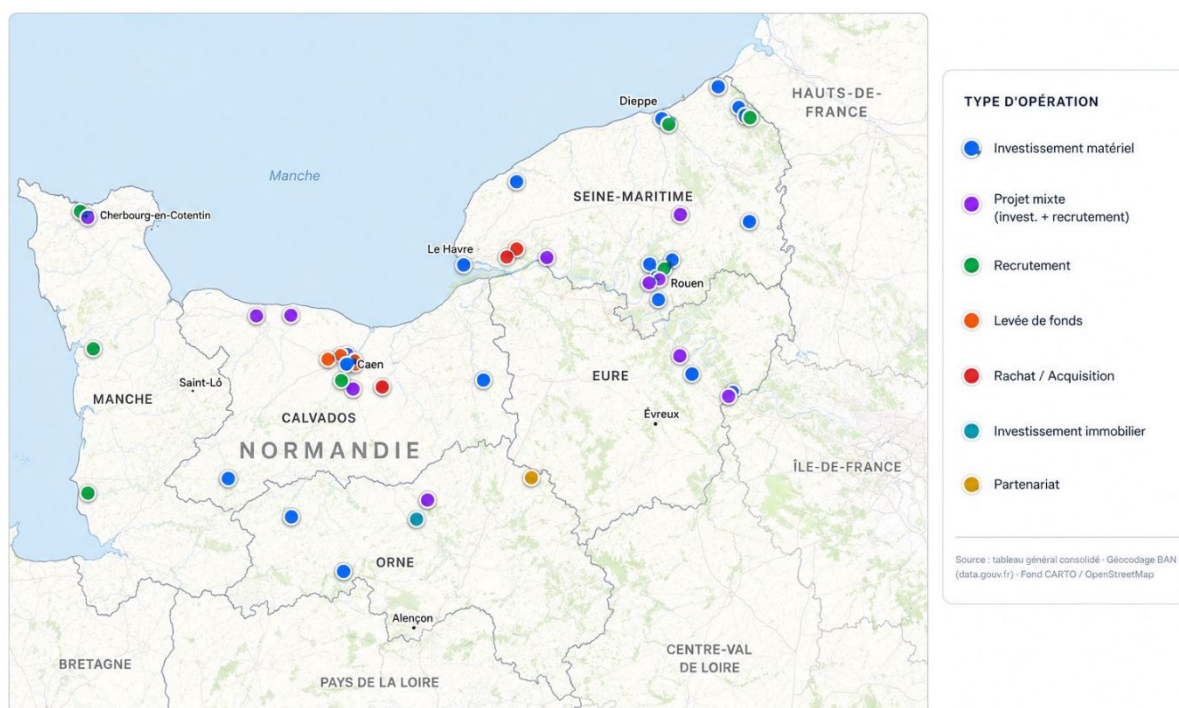 HAUTS-DE-
FRANCE
Dieppe
Manche
SEINE-MARITIME
Cherbourg-en-Cotentin
Le Havre
Rouen
Caen
Saint-Lô
MANCHE
CALVADOS
EURE
Évreux
NORMANDIE
ÎLE-DE-FRANCE
ORNE
Alençon
BRETAGNE
PAYS DE LA LOIRE
CENTRE-VAL
DE LOIRE
TYPE D'OPÉRATION
Investissement matériel
Projet mixte
(invest. + recrutement)
Recrutement
Levée de fonds
Rachat / Acquisition
Investissement immobilier
Partenariat
Source : tableau général consolidé · Géocodage BAN
(data.gouv.fr) · Fond CARTO / OpenStreetMap